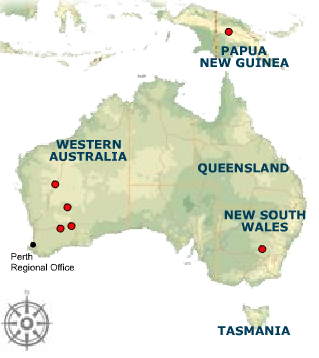 PAPUA
NEW GUINEA
WESTERN
AUSTRALIA
QUEENSLAND
NEW SOUTH
WALES
Perth
Regional Office
TASMANIA